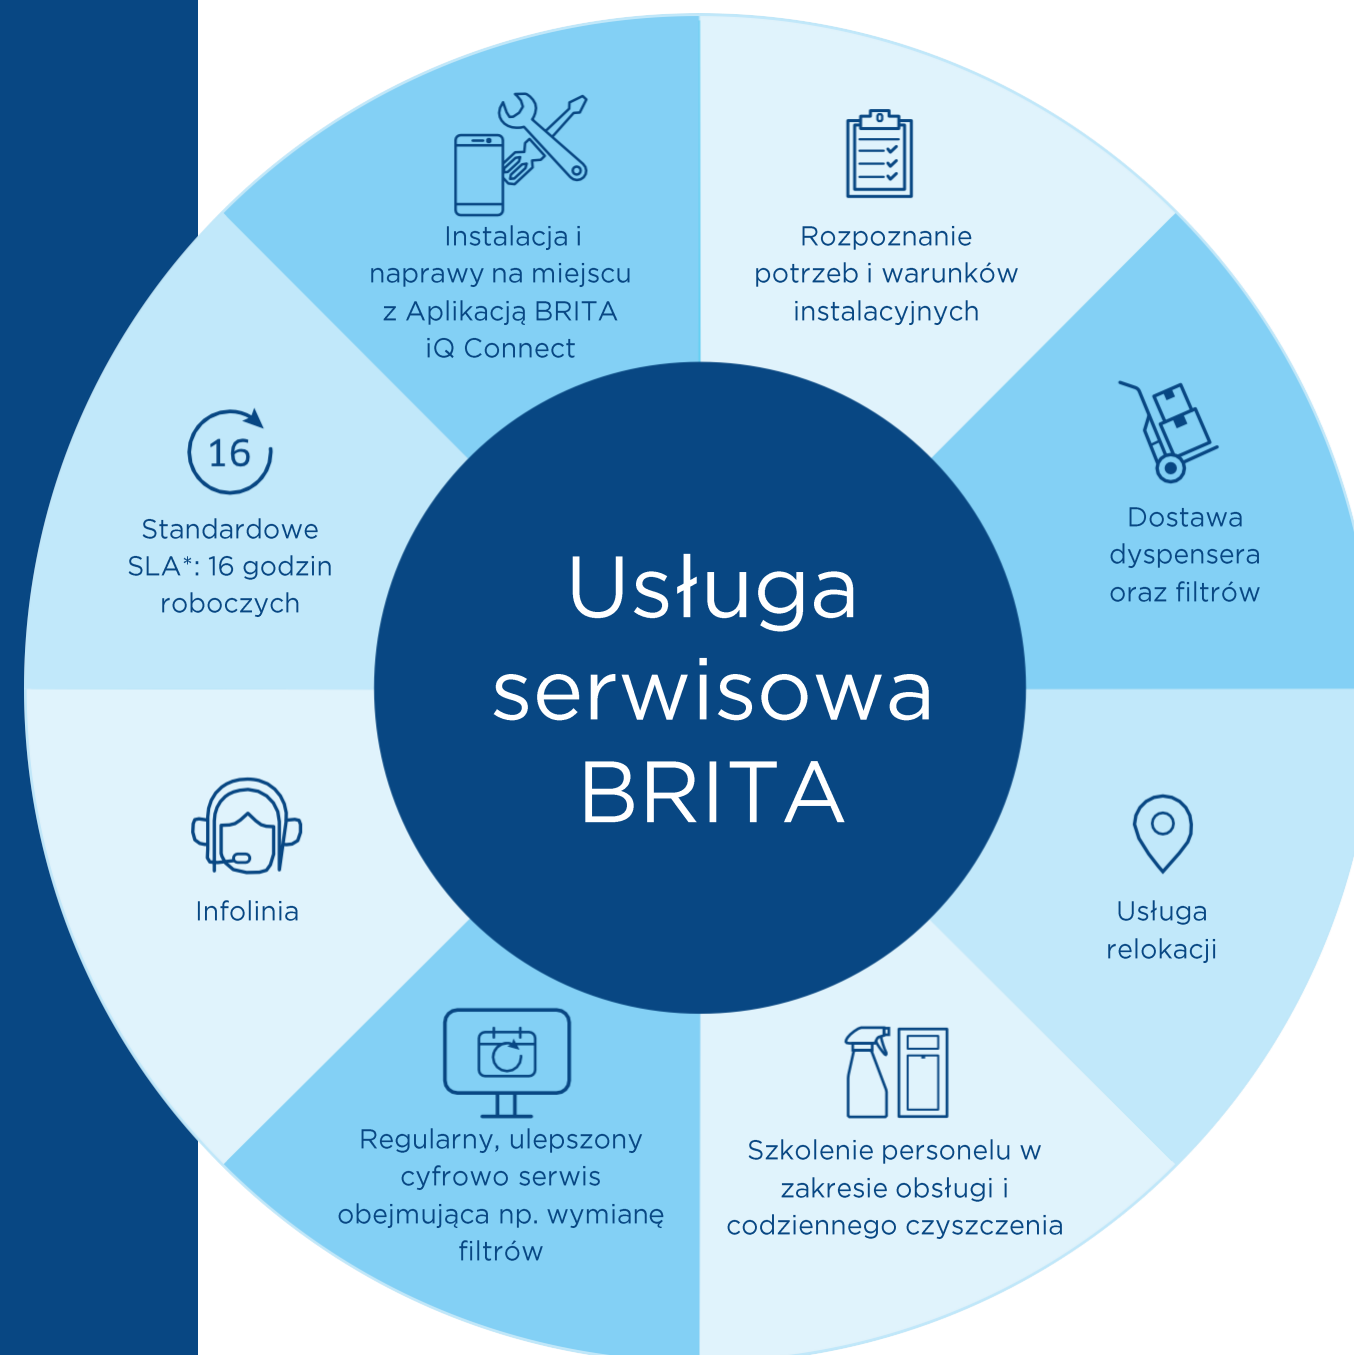 Instalacja i
naprawy na miejscu
z Aplikacją BRITA
iQ Connect
Rozpoznanie
potrzeb i warunków
instalacyjnych
Dostawa
dyspensera
oraz filtrów
Usługa
relokacji
Szkolenie personelu w
zakresie obsługi i
codziennego czyszczenia
Regularny, ulepszony
cyfrowo serwis
obejmująca np. wymianę
filtrów
Infolinia
16
Standardowe
SLA*: 16 godzin
roboczych
Usługa
serwisowa
BRITA